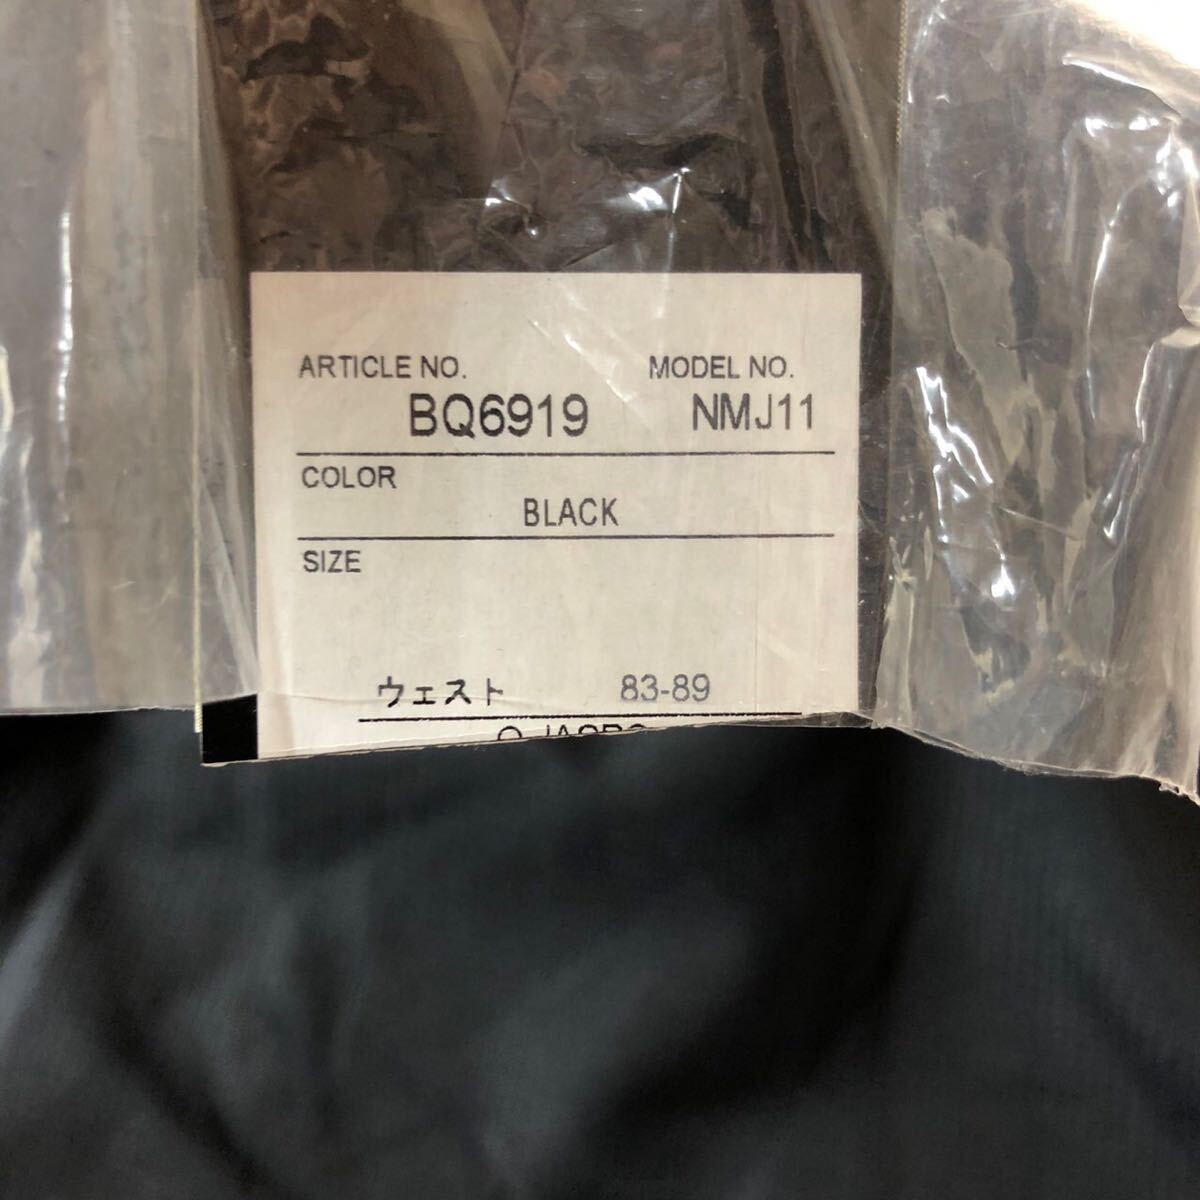 ARTICLE NO. MODEL NO.
BQ6919 NMJ11
COLOR
BLACK
SIZE
ウェスト 83-89